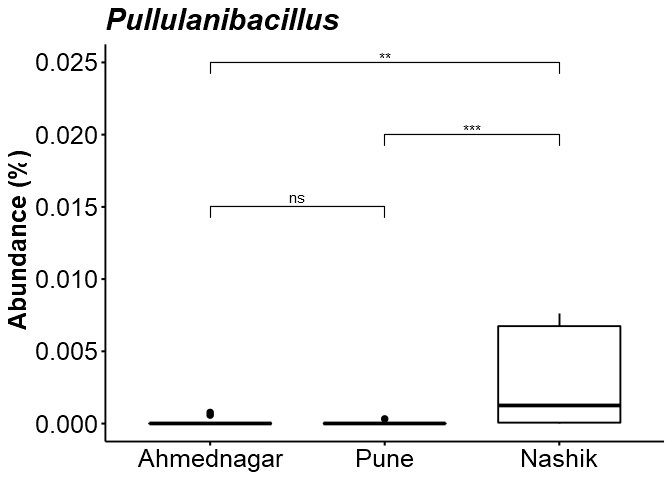 Pullulanibacillus
Abundance (%)
0.025
0.020
0.015
0.010
0.005
0.000
**
***
ns
Ahmednagar
Pune
Nashik